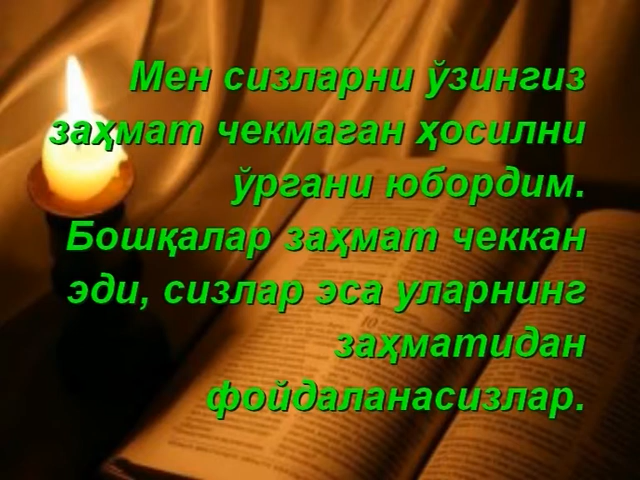 Мен сизларни ўзингиз
заҳмат чекмаган ҳосилни
ўргани юбордим.
Бошқалар заҳмат чеккан
эди, сизлар эса уларнинг
заҳматидан
фойдаланасизлар.